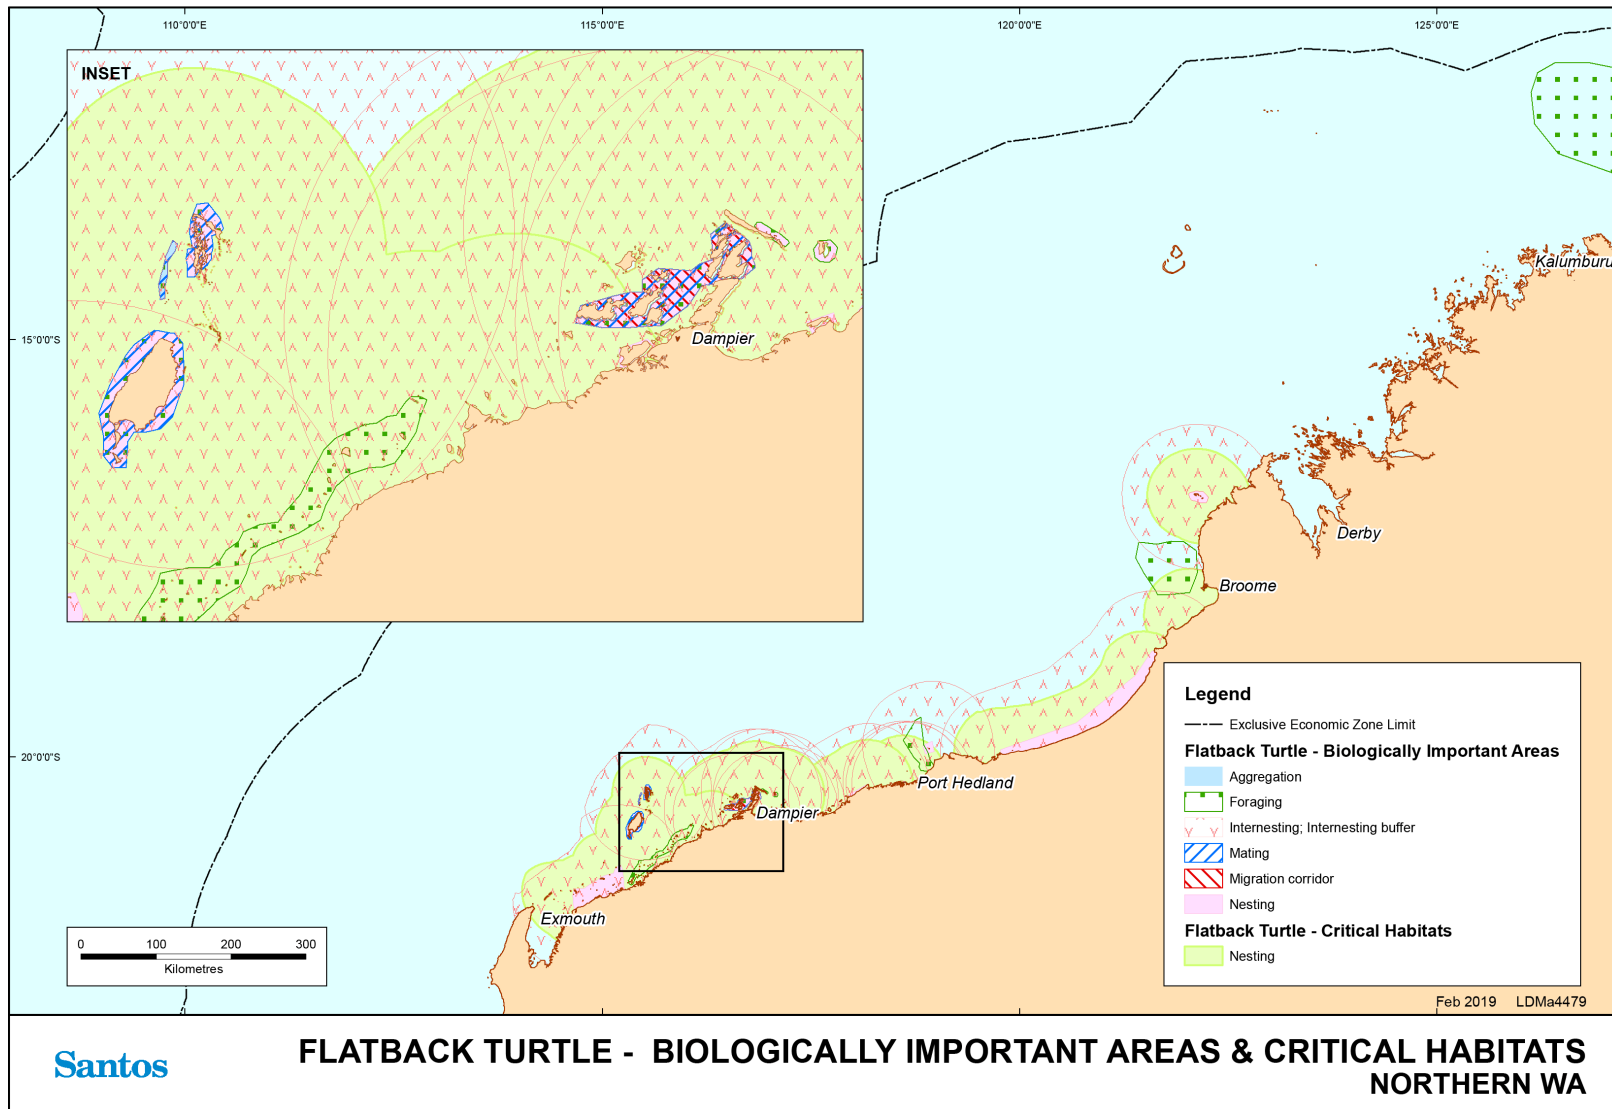 110°0'0"E
115°0'0"E
120°0'0"E
125°0'0"E
INSET
Kalumburu
Dampier
15°0'0"S
Derby
Broome
Legend
Exclusive Economic Zone Limit
Flatback Turtle - Biologically Important Areas
Aggregation
Foraging
Internesting; Internesting buffer
Mating
Migration corridor
Nesting
Flatback Turtle - Critical Habitats
Nesting
20°0'0"S
Port Hedland
Dampier
Exmouth
0 100 200 300
Kilometres
Feb 2019 LDMa4479
Santos
FLATBACK TURTLE - BIOLOGICALLY IMPORTANT AREAS & CRITICAL HABITATS
NORTHERN WA